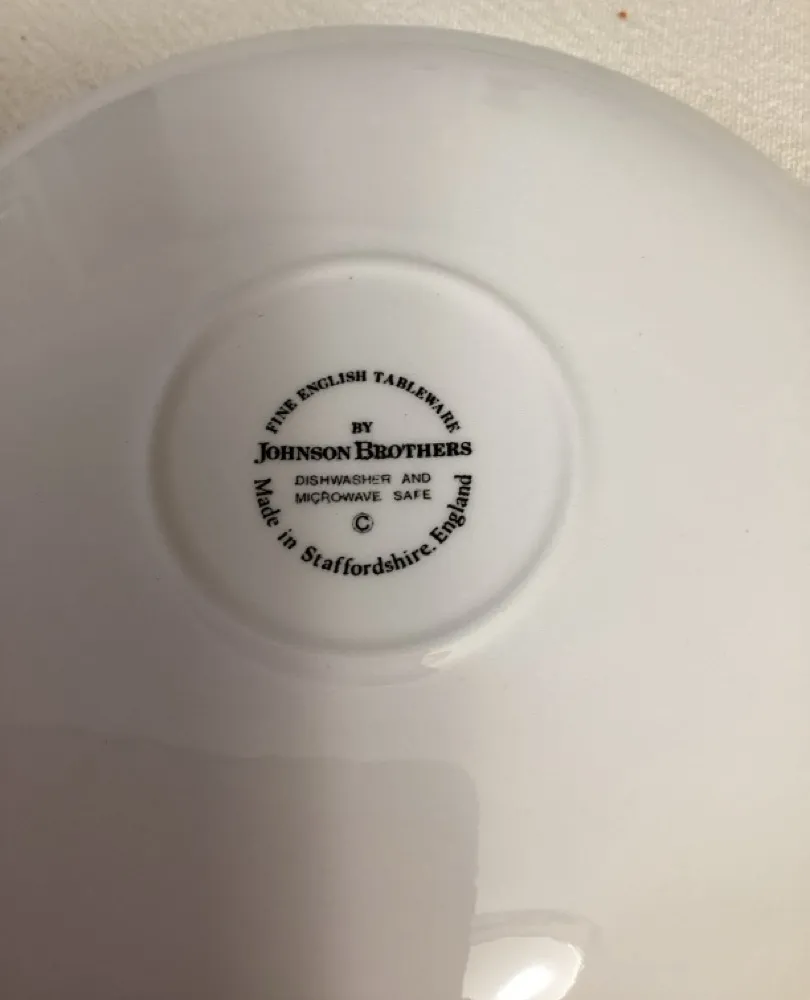 FINE ENGLISH TABLEWARE
BY
JOHNSON BROTHERS
DISHWASHER AND
MICROWAVE SAFE
©
Made in Staffordshire. England